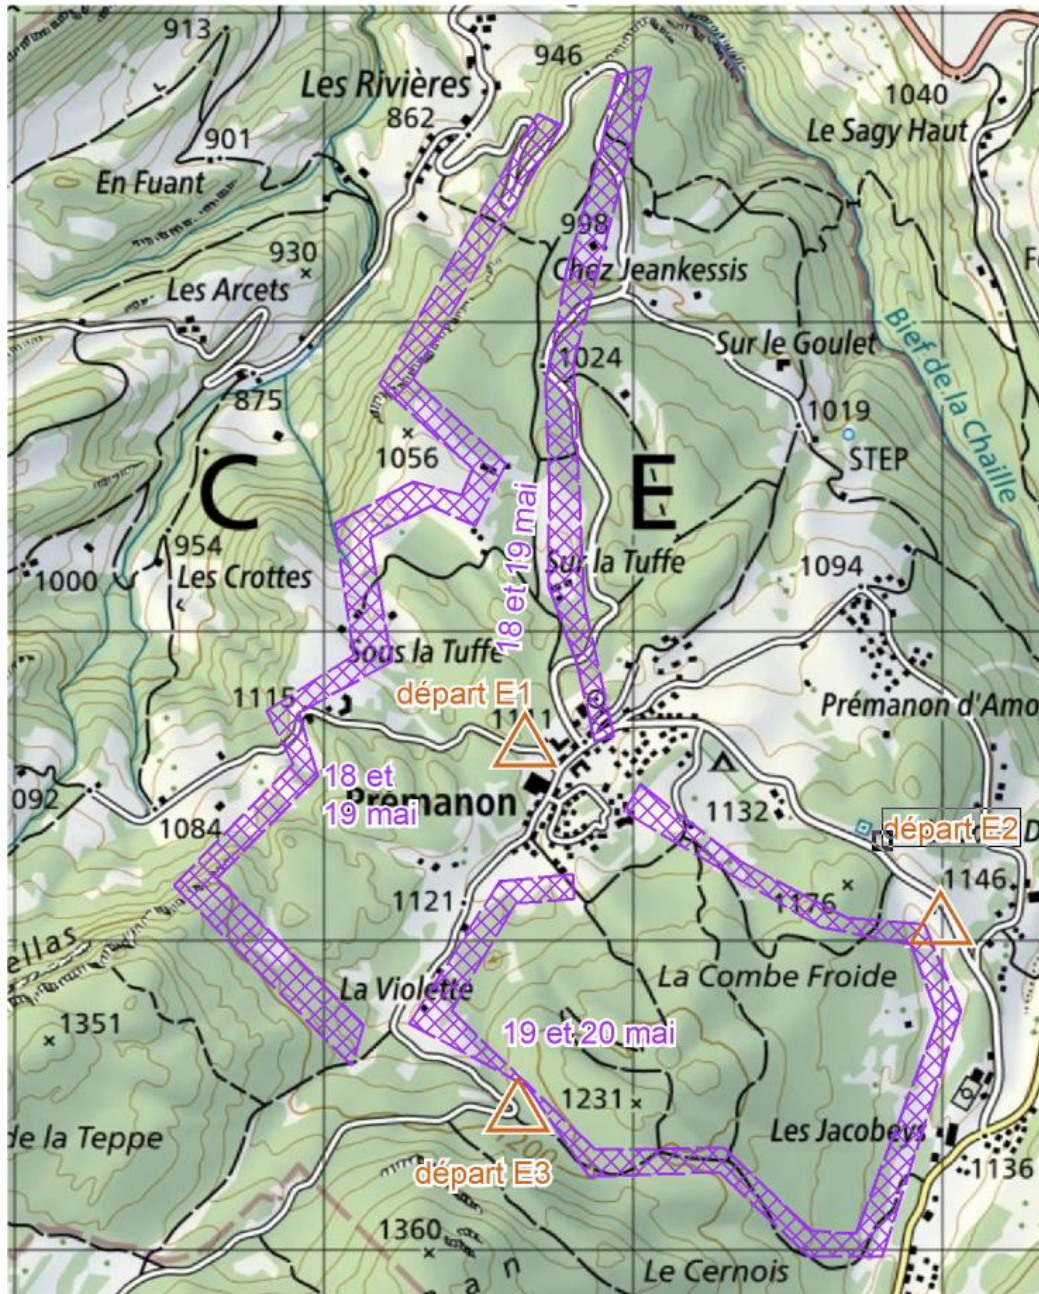 913
946
Les Rivières
1040
862
Le Sagy Haut
901
En Fuant
998
930
Chez Jeankessis
Les Arcets
Bief de la Chaille
Sur le Goulet
1024
875
1019
1056
STEP
C
E
18 et 19 mai
954
1094
1000
Les Crottes
Sur la Tuffe
Sous la Tuffe
départ E1
1115
1111
Prémanon d'Amo
18 et
19 mai
092
Prémanon
1132
1084
départ E2
D
1146
1176
1121
ellas
La Combe Froide
La Violette
1351
19 et 20 mai
1231
de la Teppe
Les Jacobeys
1136
départ E3
1360
Le Cernois
a n